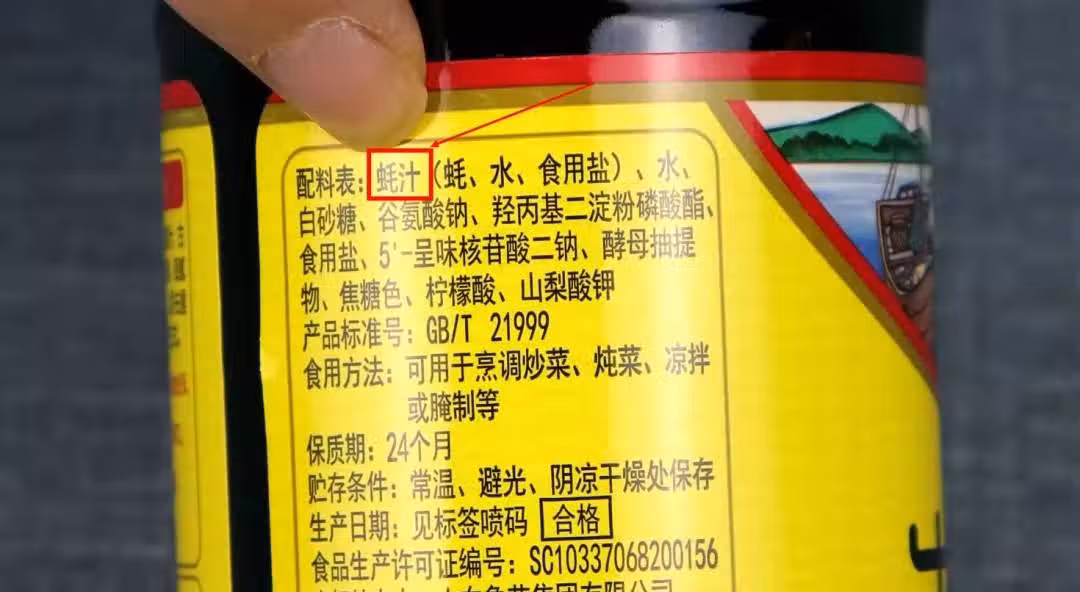 配料表：蚝汁（蚝、水、食用盐）、水、
白砂糖、谷氨酸钠、羟丙基二淀粉磷酸酯、
食用盐、5'-呈味核苷酸二钠、酵母抽提
物、焦糖色、柠檬酸、山梨酸钾
产品标准号：GB/T 21999
食用方法：可用于烹调炒菜、炖菜、凉拌
或腌制等
保质期：24个月
贮存条件：常温、避光、阴凉干燥处保存
生产日期：见标签喷码 合格
食品生产许可证编号：SC10337068200156